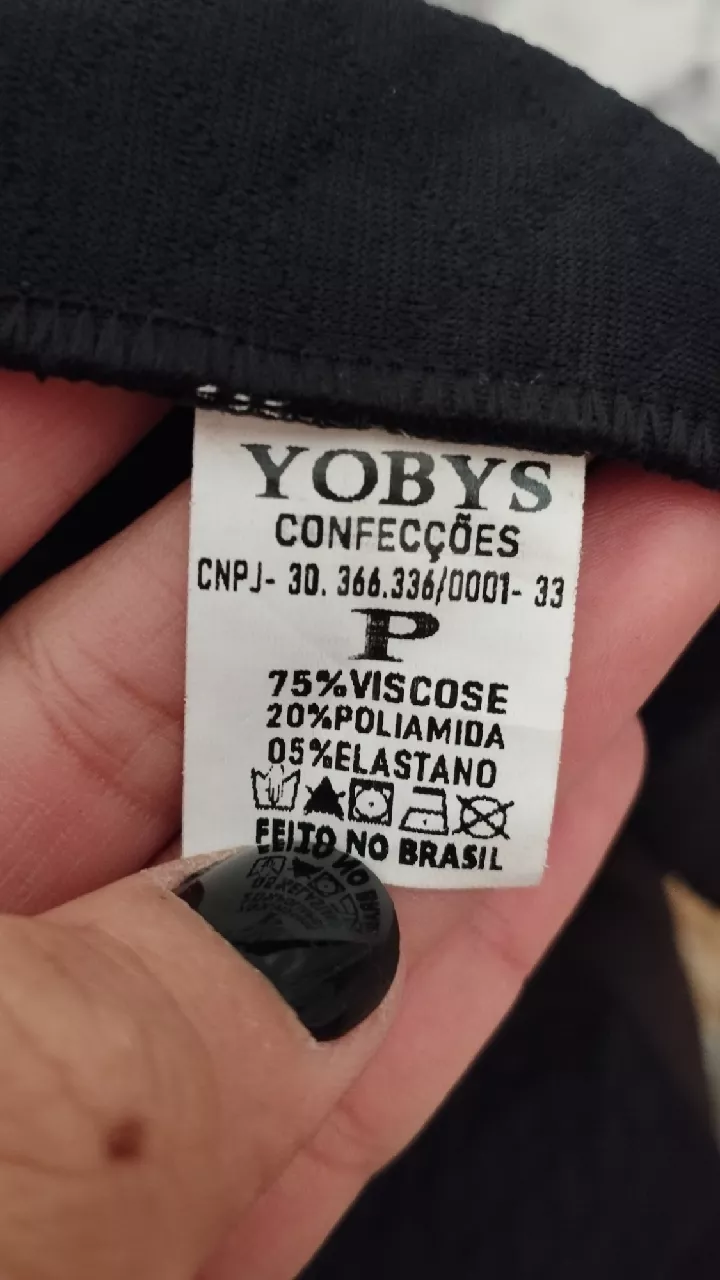 YOBYS
CONFECÇÕES
CNPJ- 30. 366.336/0001- 33
P
75%VISCOSE
20%POLIAMIDA
05%ELASTANO
FEITO NO BRASIL